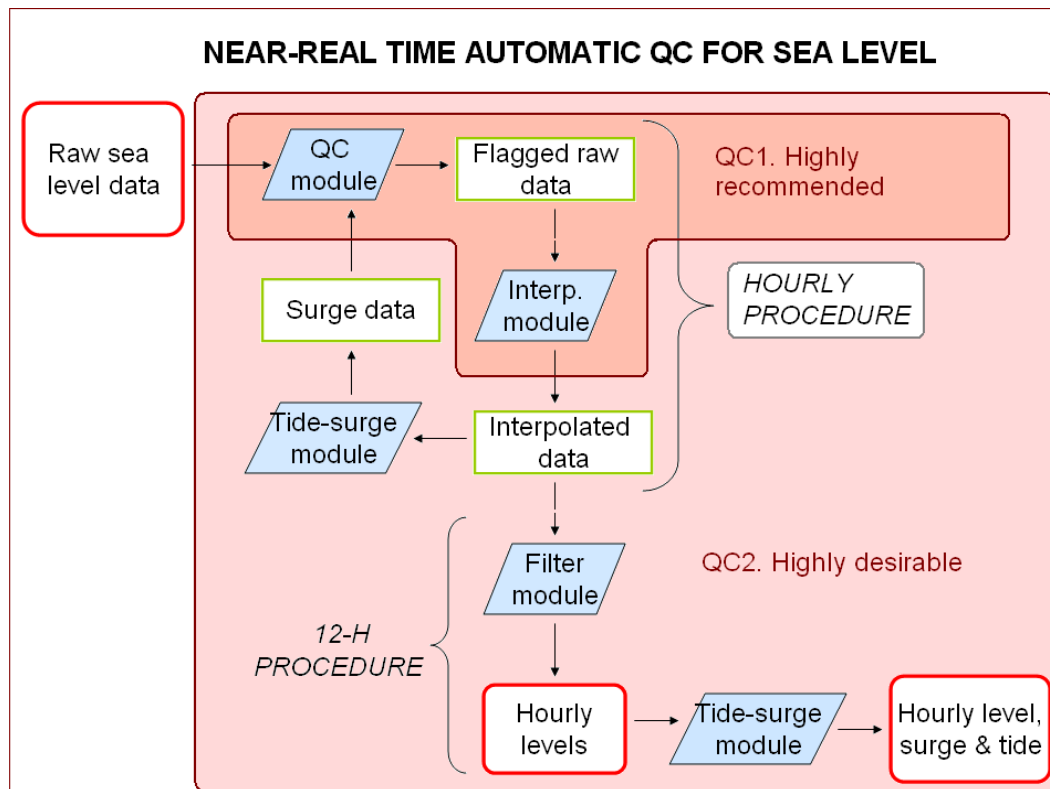 NEAR-REAL TIME AUTOMATIC QC FOR SEA LEVEL
Raw sea
level data
QC
module
Flagged raw
data
QC1. Highly
recommended
Surge data
Interp.
module
HOURLY
PROCEDURE
Tide-surge
module
Interpolated
data
Filter
module
QC2. Highly desirable
12-H
PROCEDURE
Hourly
levels
Tide-surge
module
Hourly level,
surge & tide